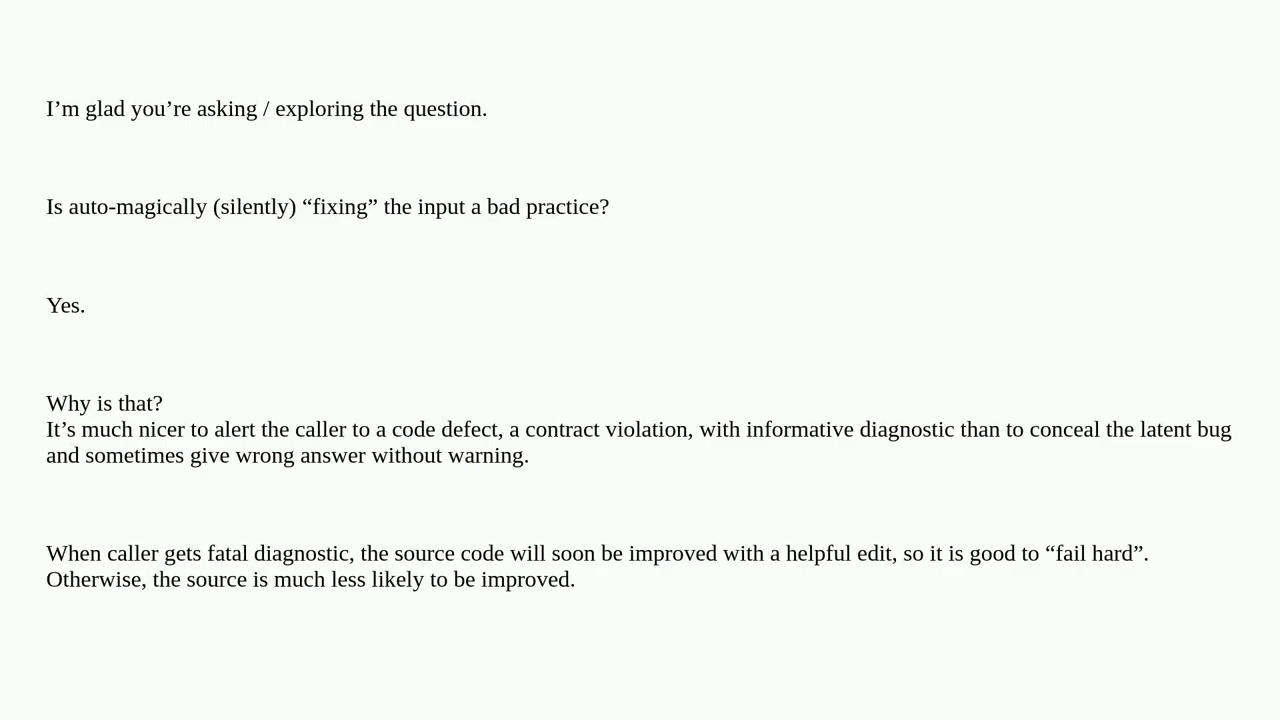 I’m glad you’re asking / exploring the question.
Is auto-magically (silently) “fixing” the input a bad practice?
Yes.
Why is that?
It’s much nicer to alert the caller to a code defect, a contract violation, with informative diagnostic than to conceal the latent bug
and sometimes give wrong answer without warning.
When caller gets fatal diagnostic, the source code will soon be improved with a helpful edit, so it is good to “fail hard”.
Otherwise, the source is much less likely to be improved.